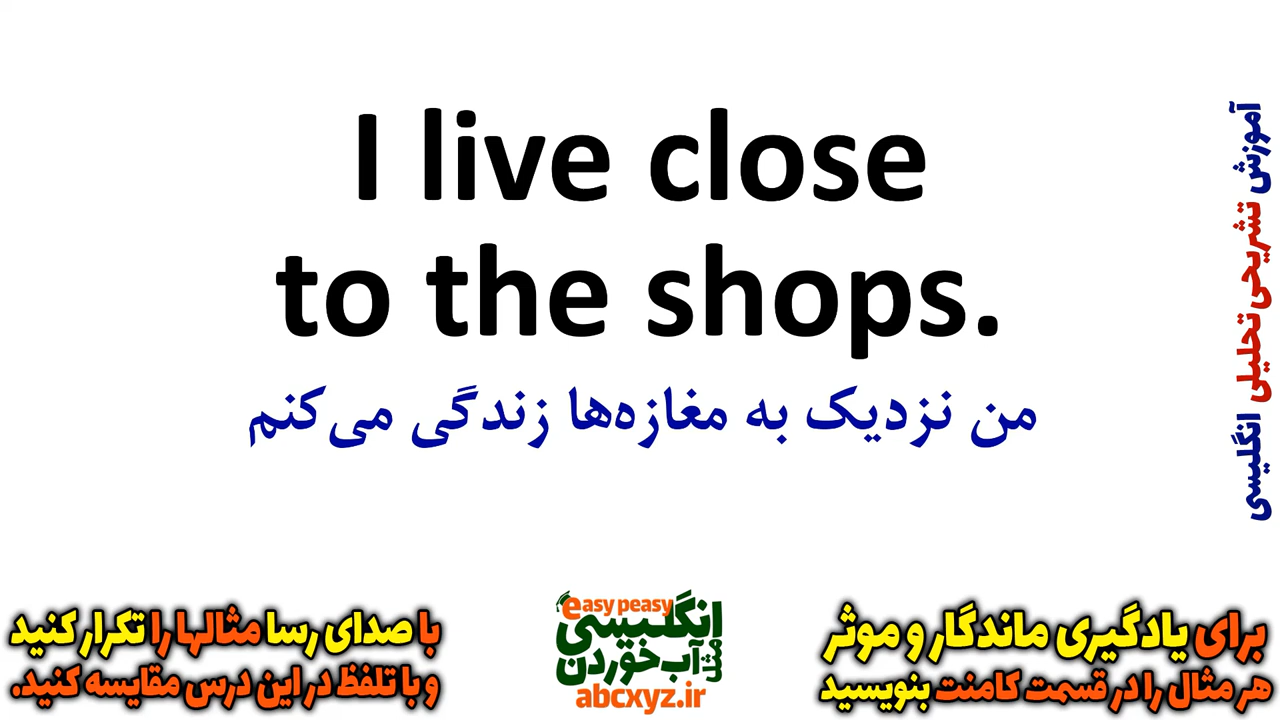 I live close
to the shops.
من نزدیک به مغازه‌ها زندگی می‌کنم
آموزش تشریحی تحلیلی انگلیسی
برای یادگیری ماندگار و موثر
هر مثال را در قسمت کامنت بنویسید
easy peasy
انگلیسی
مثل آب خوردن
abcxyz.ir
با صدای رسا مثالها را تکرار کنید
و با تلفظ در این درس مقایسه کنید.